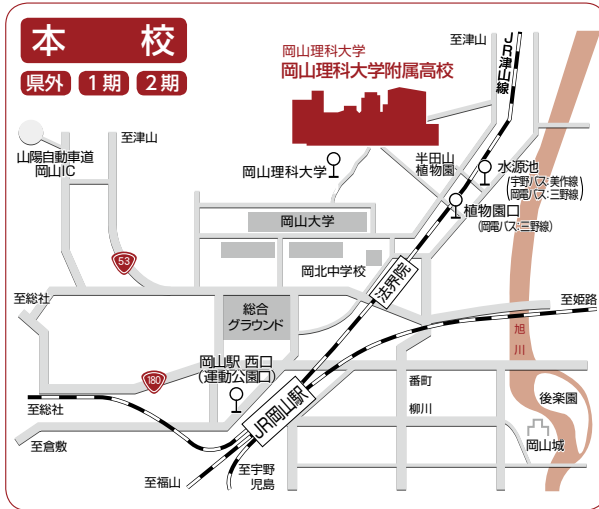 本 校
県外 1期 2期
岡山理科大学
岡山理科大学附属高校
至津山
JR津山線
山陽自動車道
岡山IC
至津山
岡山理科大学
半田山
植物園
水源池
(宇野バス:美作線)
(岡電バス:三野線)
植物園口
(岡電バス:三野線)
岡山大学
53
岡北中学校
法界院
至総社
総合
グラウンド
至姫路
旭川
岡山駅 西口
(運動公園口)
180
番町
後楽園
至総社
柳川
JR岡山駅
岡山城
至倉敷
至福山
至宇野
児島